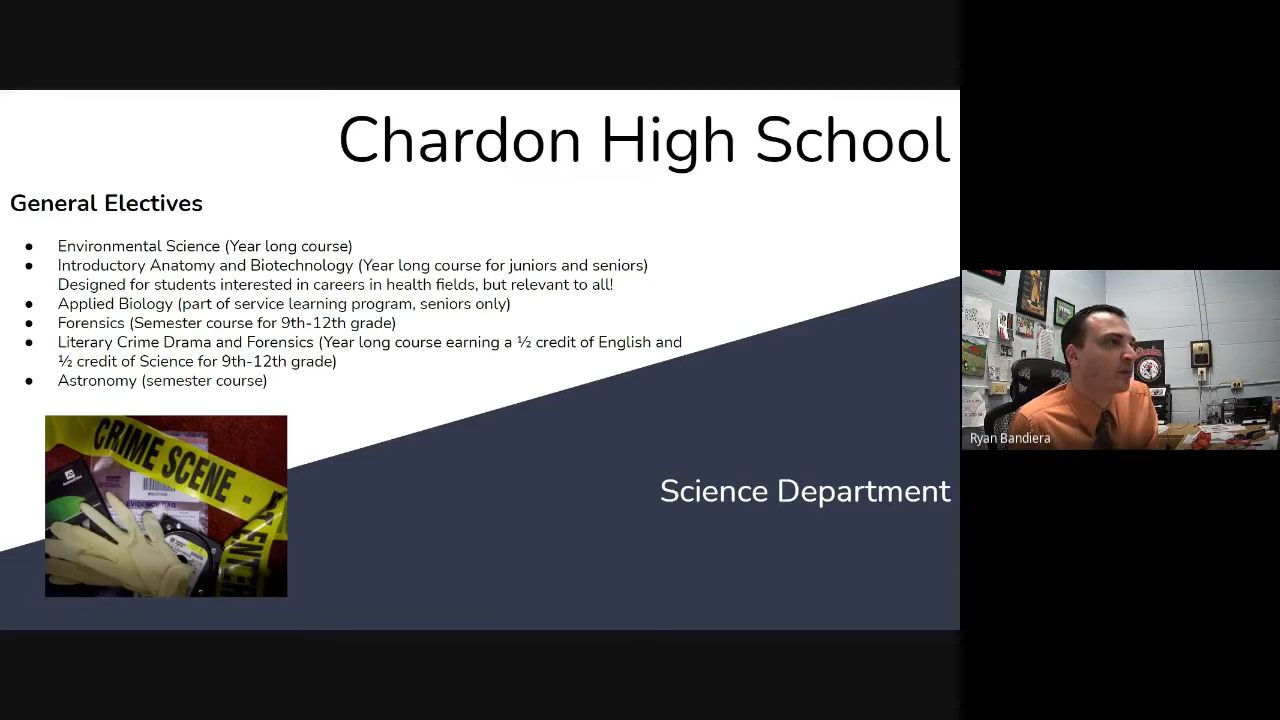 Chardon High School
General Electives
● Environmental Science (Year long course)
● Introductory Anatomy and Biotechnology (Year long course for juniors and seniors)
Designed for students interested in careers in health fields, but relevant to all!
● Applied Biology (part of service learning program, seniors only)
● Forensics (Semester course for 9th-12th grade)
● Literary Crime Drama and Forensics (Year long course earning a ½ credit of English and
½ credit of Science for 9th-12th grade)
● Astronomy (semester course)
CRIME SCENE
EVIDENCE BAG
ENTER
Science Department
Ryan Bandiera